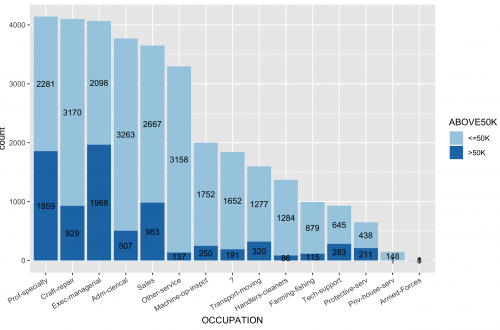 4000
3000
2000
1000
0
count
2281
3170
2098
3263
2667
3158
1752
1652
1277
1284
879
645
438
148
1859
929
1968
507
983
137
250
191
320
86
115
283
211
1
Prof-specialty
Craft-repair
Exec-managerial
Adm-clerical
Sales
Other-service
Machine-op-inspct
?
Transport-moving
Handlers-cleaners
Farming-fishing
Tech-support
Protective-serv
Priv-house-serv
Armed-Forces
OCCUPATION
ABOVE50K
<=50K
>50K